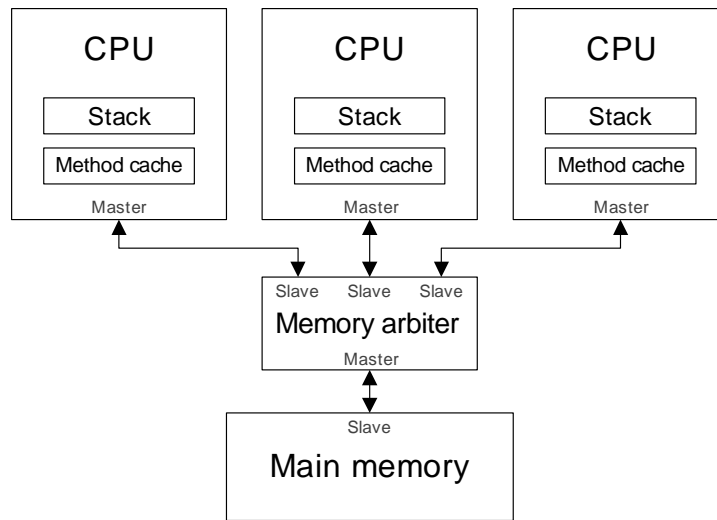 CPU CPU CPU
Stack Stack Stack
Method cache Method cache Method cache
Master Master Master
Slave Slave Slave
Memory arbiter
Master
Slave
Main memory